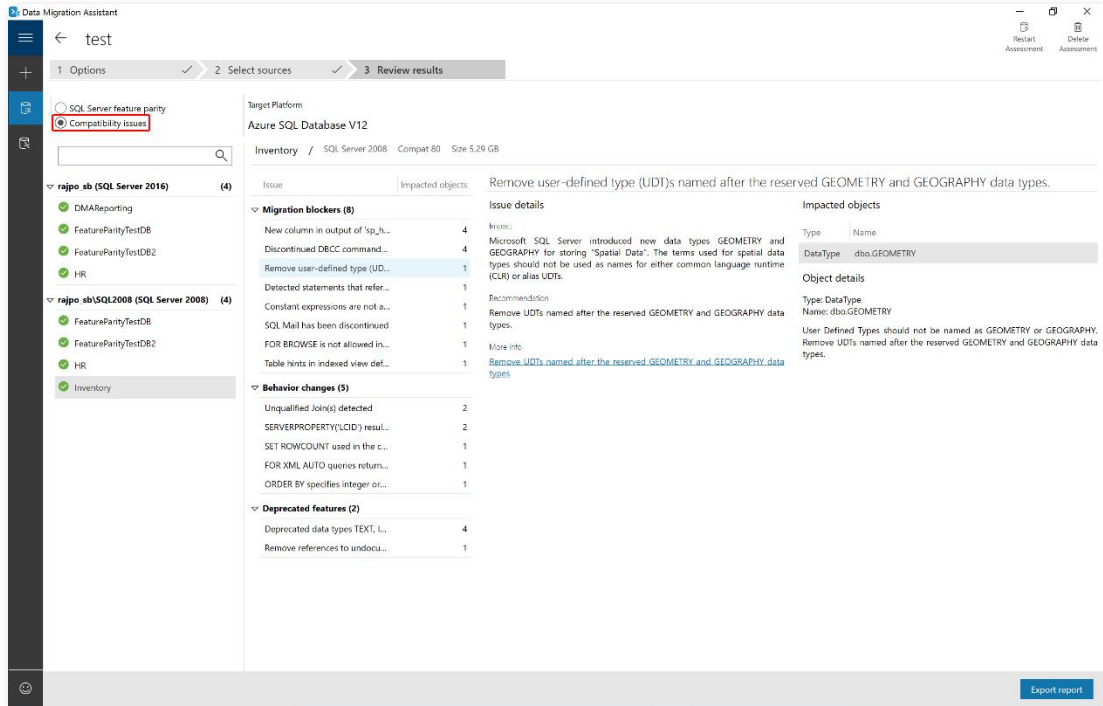 Data Migration Assistant
test
Restart Assessment
Delete Assessment
1 Options
2 Select sources
3 Review results
SQL Server feature parity
Compatibility issues
Target Platform
Azure SQL Database V12
Inventory / SQL Server 2008 Compat 80 Size 5.29 GB
rajpo_sb (SQL Server 2016) (4)
DMAReporting
FeatureParityTestDB
FeatureParityTestDB2
HR
rajpo_sb\SQL2008 (SQL Server 2008) (4)
FeatureParityTestDB
FeatureParityTestDB2
HR
Inventory
Issue Impacted objects
Migration blockers (8)
New column in output of 'sp_h... 4
Discontinued DBCC command... 4
Remove user-defined type (UD... 1
Detected statements that refer... 1
Constant expressions are not a... 1
SQL Mail has been discontinued 1
FOR BROWSE is not allowed in... 1
Table hints in indexed view def... 1
Behavior changes (5)
Unqualified Join(s) detected 2
SERVERPROPERTY('LCID') resul... 2
SET ROWCOUNT used in the c... 1
FOR XML AUTO queries return... 1
ORDER BY specifies integer or... 1
Deprecated features (2)
Deprecated data types TEXT, I... 4
Remove references to undocu... 1
Remove user-defined type (UDT)s named after the reserved GEOMETRY and GEOGRAPHY data types.
Issue details
Impact
Microsoft SQL Server introduced new data types GEOMETRY and
GEOGRAPHY for storing "Spatial Data". The terms used for spatial data
types should not be used as names for either common language runtime
(CLR) or alias UDTs.
Recommendation
Remove UDTs named after the reserved GEOMETRY and GEOGRAPHY data
types.
More info
Remove UDTs named after the reserved GEOMETRY and GEOGRAPHY data
types
Impacted objects
Type Name
DataType dbo.GEOMETRY
Object details
Type: DataType
Name: dbo.GEOMETRY
User Defined Types should not be named as GEOMETRY or GEOGRAPHY.
Remove UDTs named after the reserved GEOMETRY and GEOGRAPHY data
types.
Export report